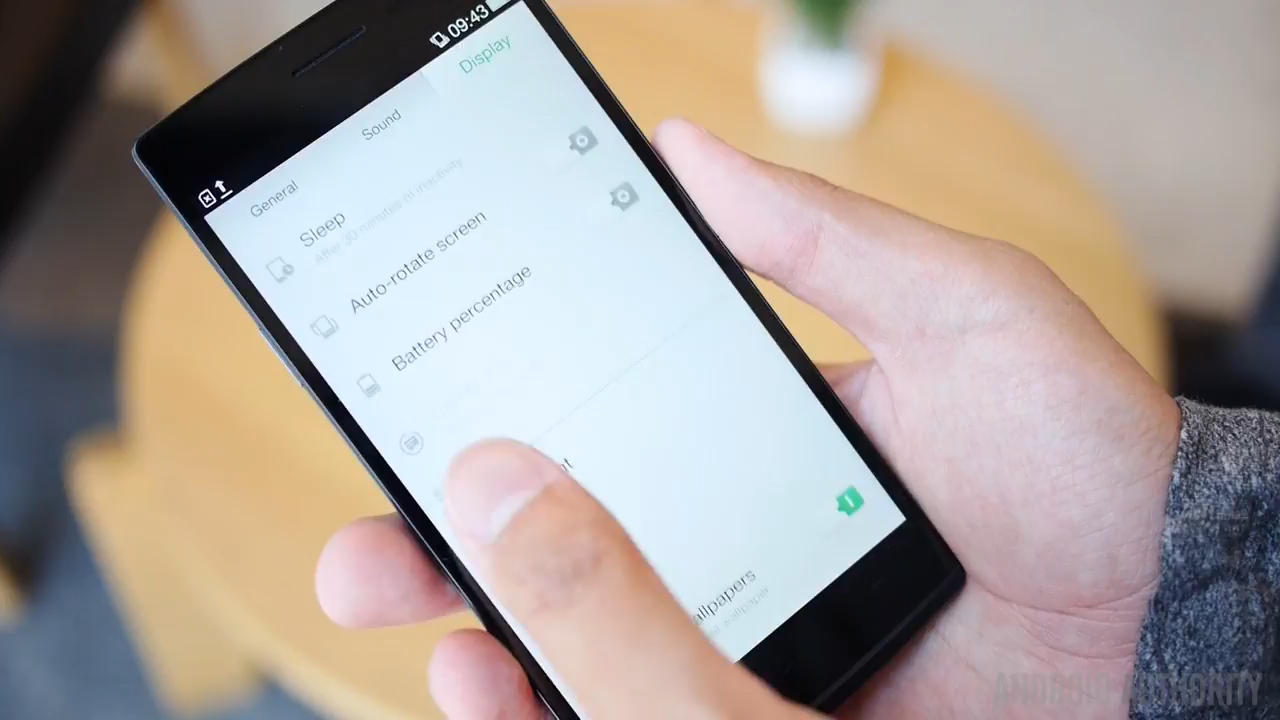 09:43
General
Sound
Display
Sleep
After 30 minutes of inactivity
Auto-rotate screen
Battery percentage
allpapers
wallpaper
ANDROID AUTHORITY